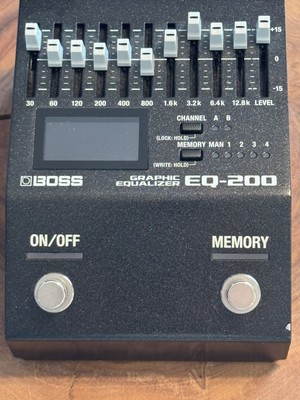 +15
0
-15
30 60 120 200 400 800 1.6k 3.2k 6.4k 12.8k LEVEL
CHANNEL A B
(LOCK: HOLD)
MEMORY MAN 1 2 3 4
(WRITE: HOLD)
BOSS GRAPHIC EQUALIZER EQ-200
ON/OFF MEMORY
4